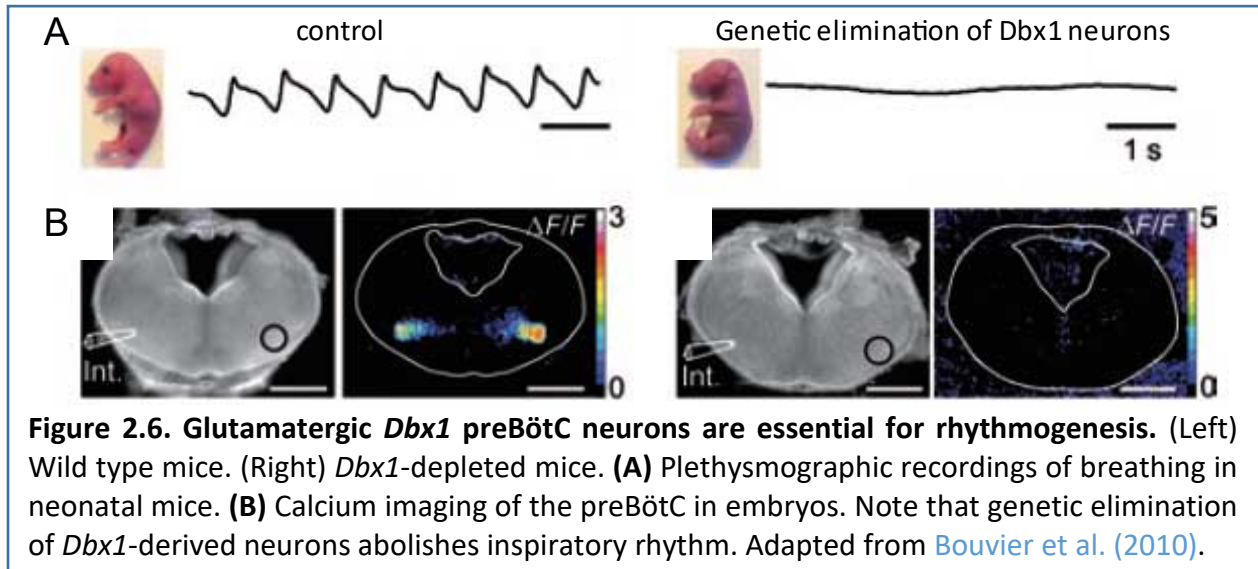 A
control
Genetic elimination of Dbx1 neurons
1 s
B
Int.
ΔF/F
3
0
Int.
ΔF/F
5
0
Figure 2.6. Glutamatergic Dbx1 preBötC neurons are essential for rhythmogenesis. (Left)
Wild type mice. (Right) Dbx1-depleted mice. (A) Plethysmographic recordings of breathing in
neonatal mice. (B) Calcium imaging of the preBötC in embryos. Note that genetic elimination
of Dbx1-derived neurons abolishes inspiratory rhythm. Adapted from Bouvier et al. (2010).